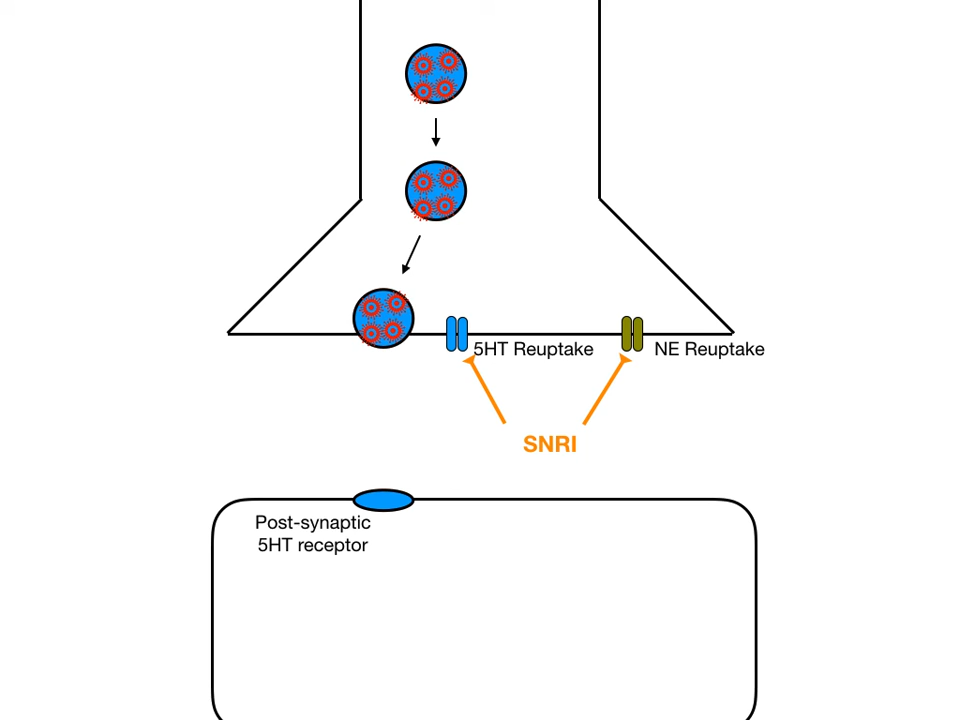 5HT Reuptake
NE Reuptake
SNRI
Post-synaptic
5HT receptor